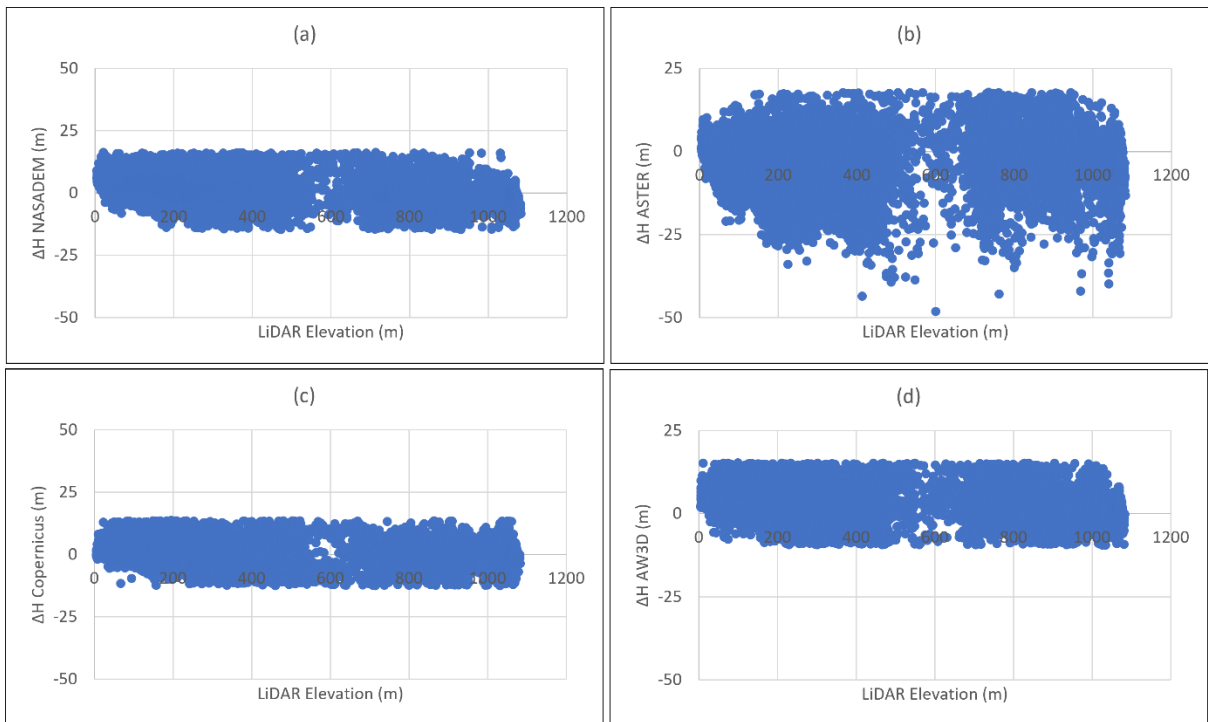 (a)
50
25
0
-25
-50
0 200 400 600 800 1000 1200
ΔH NASADEM (m)
LiDAR Elevation (m)
(b)
25
0
-25
-50
0 200 400 600 800 1000 1200
ΔH ASTER (m)
LiDAR Elevation (m)
(c)
50
25
0
-25
-50
0 200 400 600 800 1000 1200
ΔH Copernicus (m)
LiDAR Elevation (m)
(d)
25
0
-25
-50
0 200 400 600 800 1000 1200
ΔH AW3D (m)
LiDAR Elevation (m)